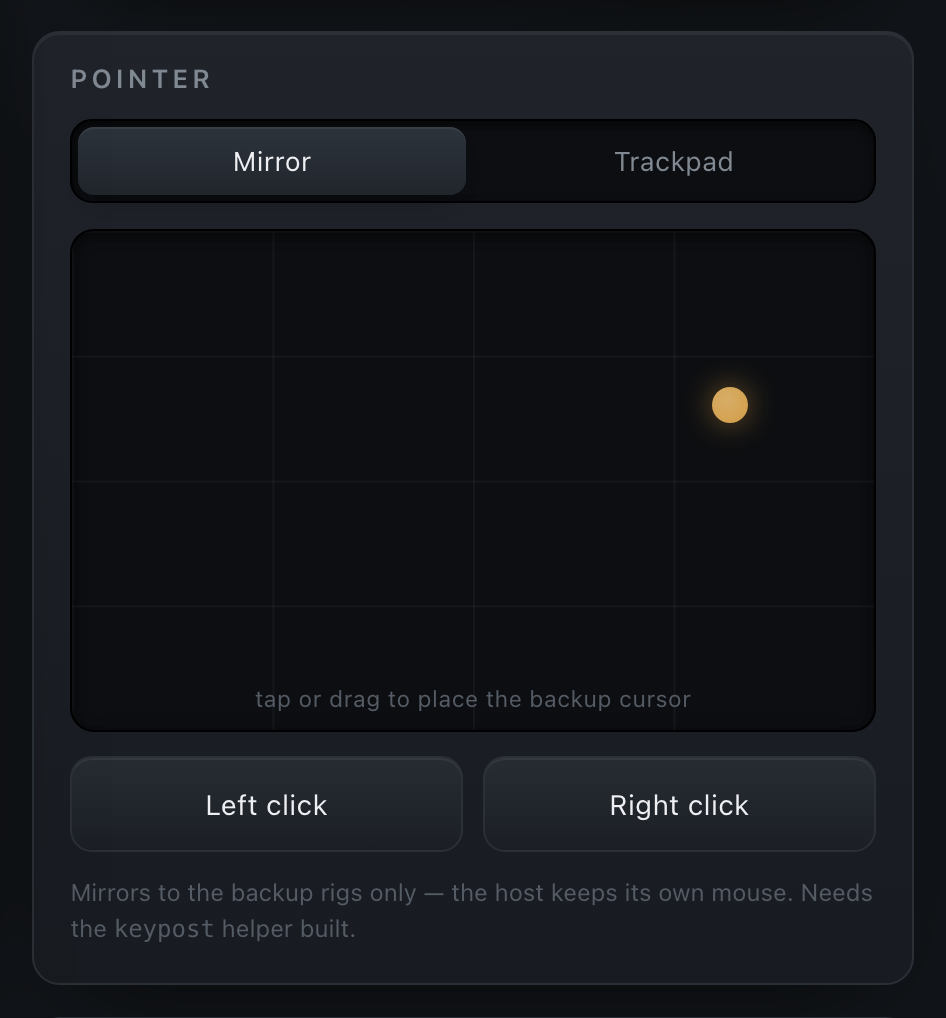 POINTER
Mirror
Trackpad
tap or drag to place the backup cursor
Left click
Right click
Mirrors to the backup rigs only — the host keeps its own mouse. Needs
the keypost helper built.